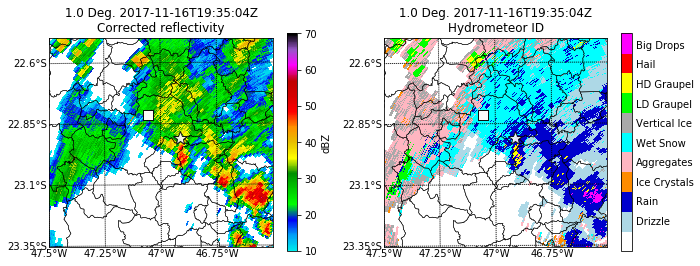 1.0 Deg. 2017-11-16T19:35:04Z
Corrected reflectivity
22.6°S
22.85°S
23.1°S
23.35°S
47.5°W
47.25°W
47°W
46.75°W
70
60
50
40
30
20
10
dBZ
1.0 Deg. 2017-11-16T19:35:04Z
Hydrometeor ID
22.6°S
22.85°S
23.1°S
23.35°S
47.5°W
47.25°W
47°W
46.75°W
Big Drops
Hail
HD Graupel
LD Graupel
Vertical Ice
Wet Snow
Aggregates
Ice Crystals
Rain
Drizzle